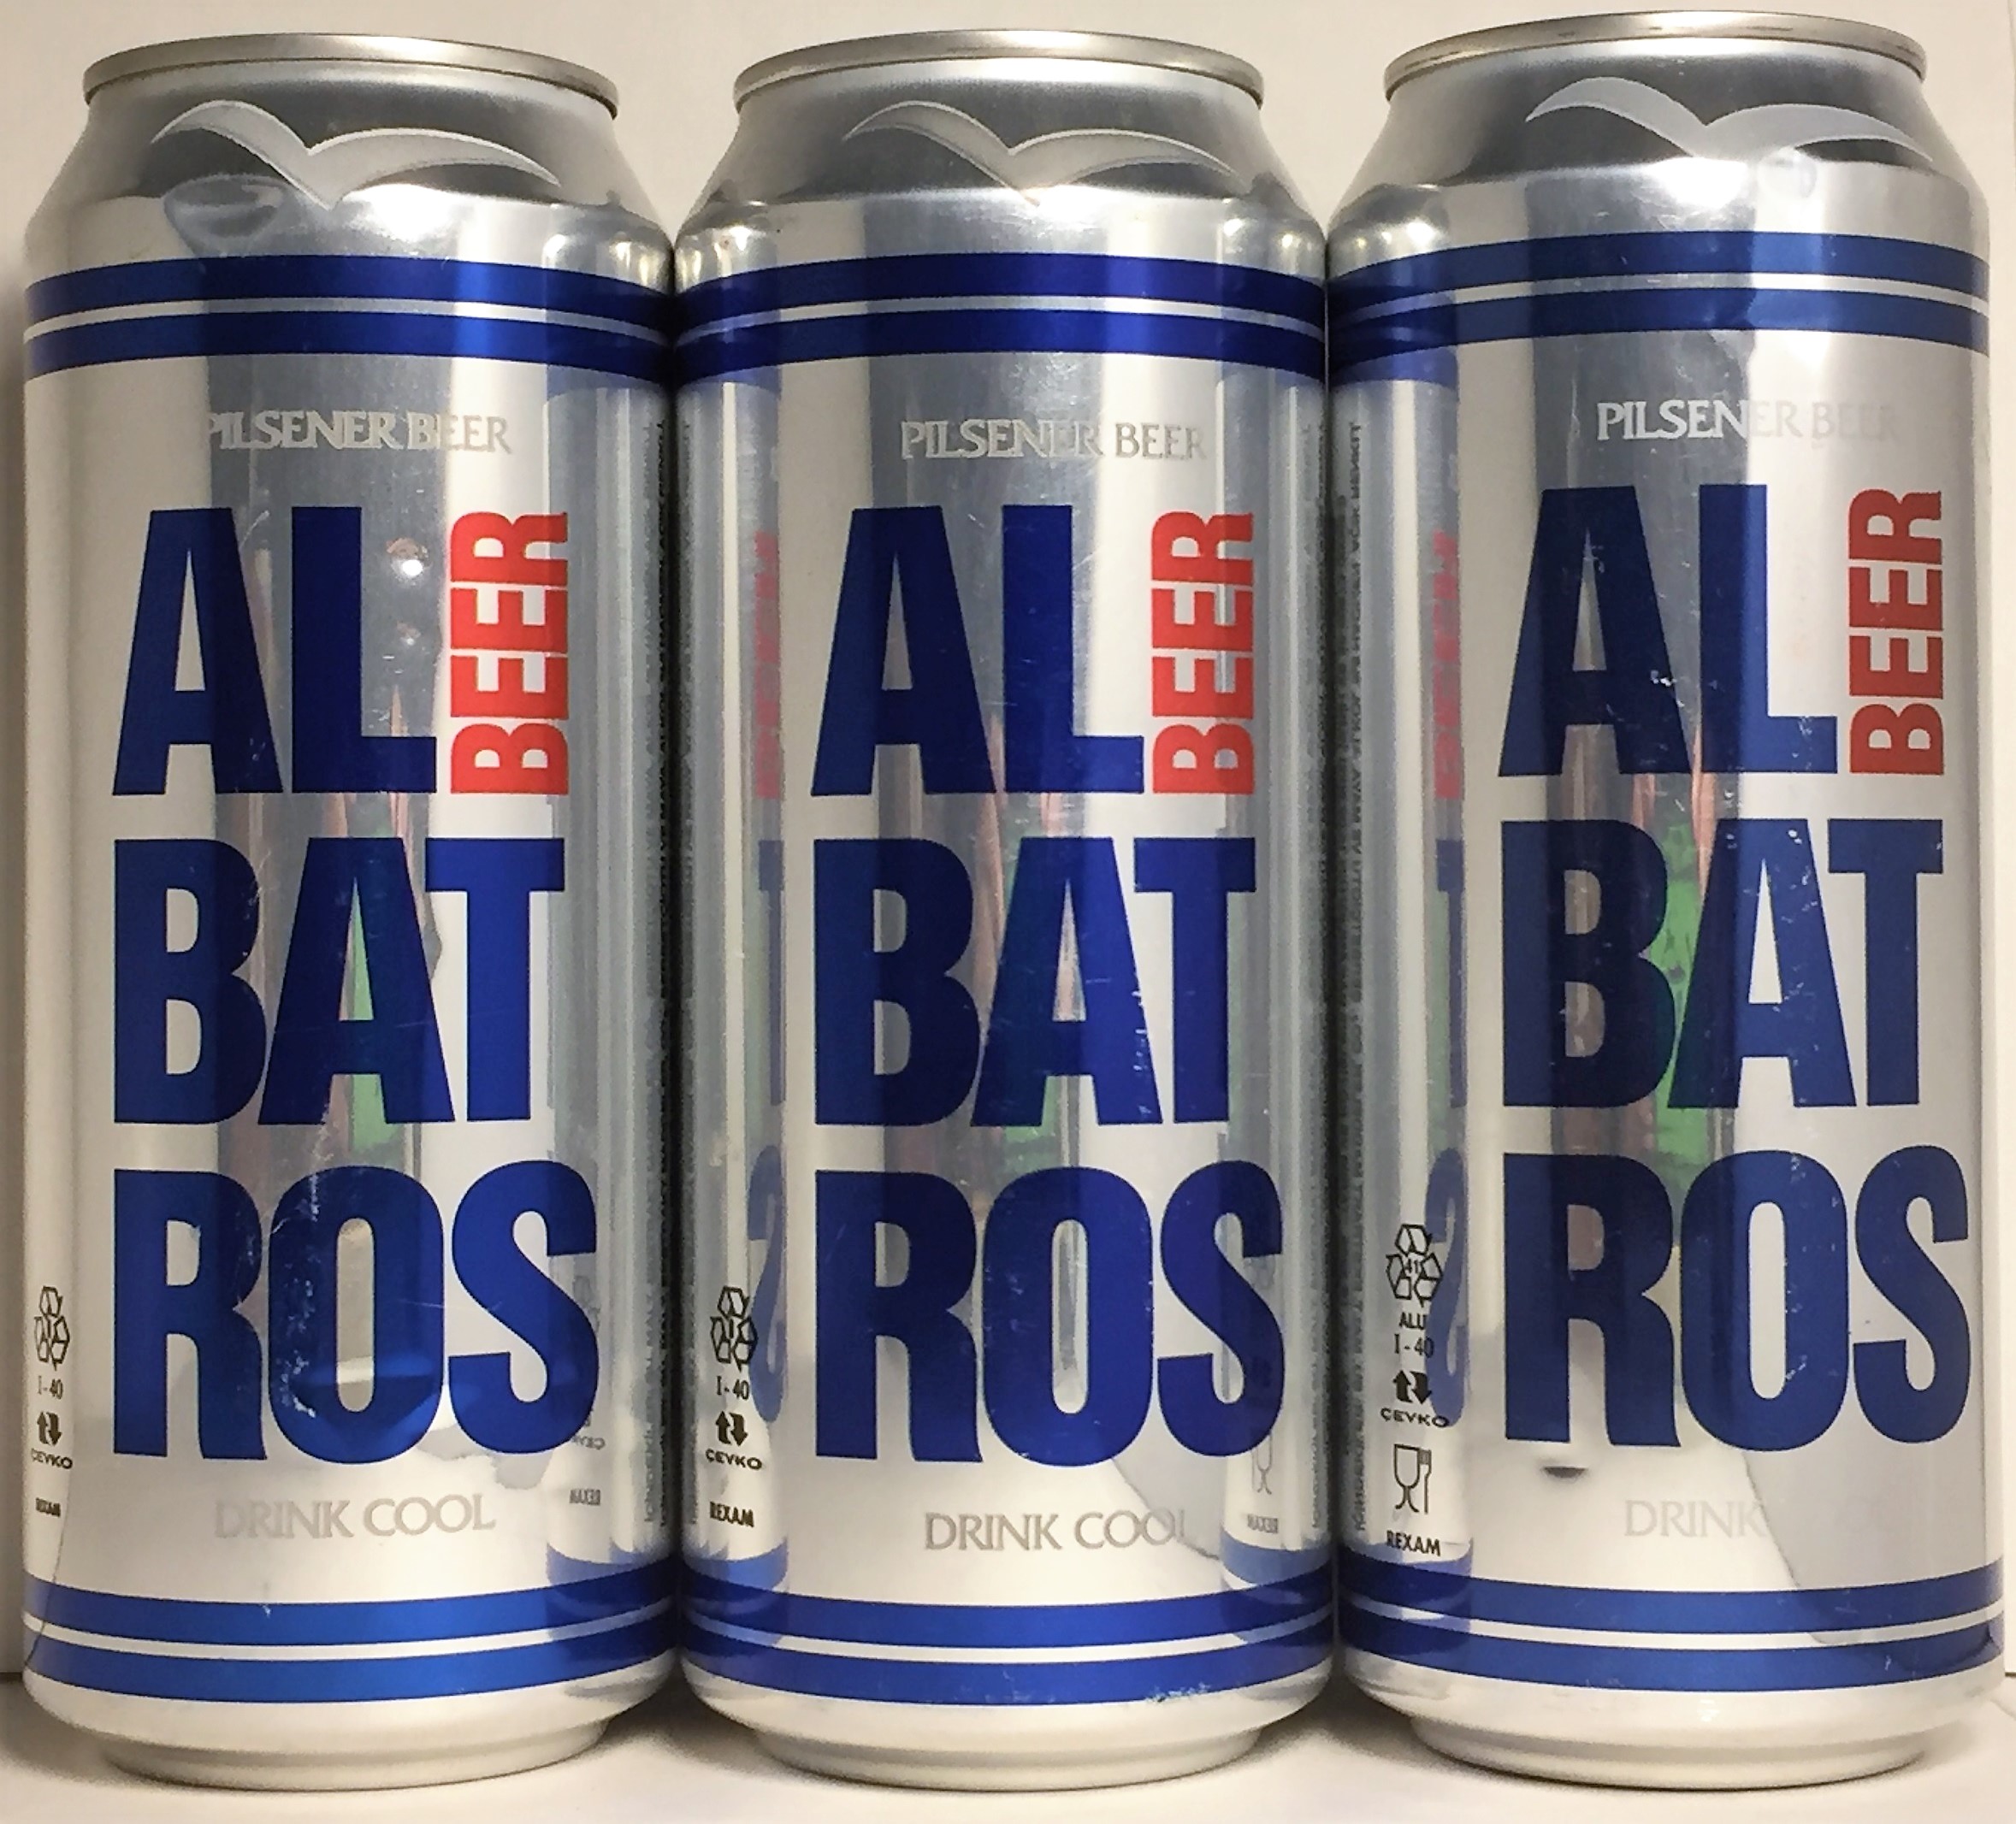 PILSENER BEER
AL
BEER
BAT
ROS
DRINK COOL
I-40
ÇEVKO
REXAM
PILSENER BEER
AL
BEER
BAT
ROS
DRINK COOL
I-40
ÇEVKO
REXAM
PILSENER BEER
AL
BEER
BAT
ROS
DRINK
41
ALU
I-40
ÇEVKO
REXAM